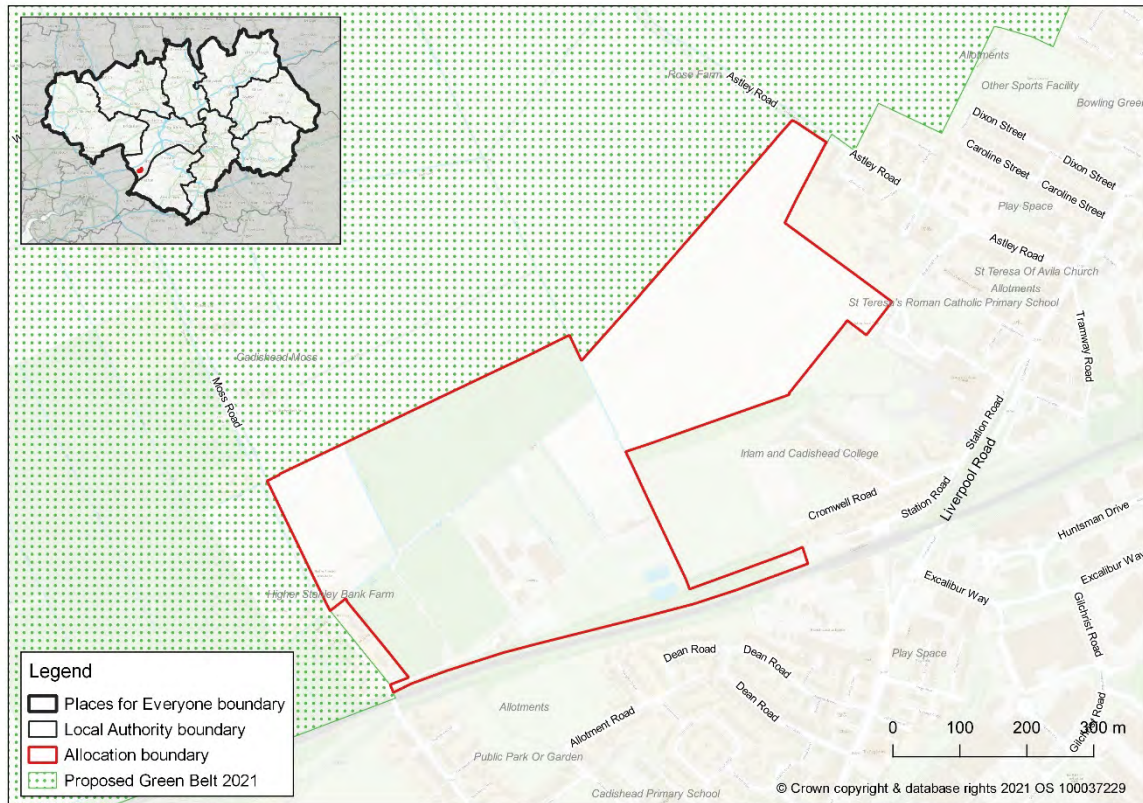 Allotments
Rose Farm
Astley Road
Other Sports Facility
Bowling Green
Dixon Street
Dixon Street
Caroline Street
Caroline Street
Astley Road
Play Space
Astley Road
St Teresa Of Avila Church
Allotments
St Teresa's Roman Catholic Primary School
Tramway Road
Cadishead Moss
Moss Road
Station Road
Liverpool Road
Irlam and Cadishead College
Cromwell Road
Station Road
Huntsman Drive
Excalibur Way
Excalibur Way
Gilchrist Road
Higher Stanley Bank Farm
Dean Road
Dean Road
Dean Road
Play Space
Allotments
Allotment Road
Public Park Or Garden
Cadishead Primary School
Gilchrist Road
Legend
Places for Everyone boundary
Local Authority boundary
Allocation boundary
Proposed Green Belt 2021
0 100 200 300 m
© Crown copyright & database rights 2021 OS 100037229